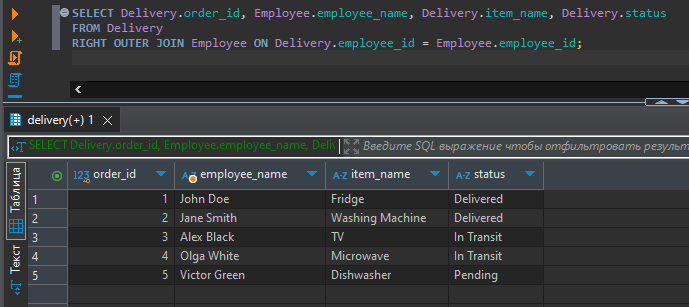 SELECT Delivery.order_id, Employee.employee_name, Delivery.item_name, Delivery.status
FROM Delivery
RIGHT OUTER JOIN Employee ON Delivery.employee_id = Employee.employee_id;
delivery(+) 1
SELECT Delivery.order_id, Employee.employee_name, Deliv
Введите SQL выражение чтобы отфильтровать результ
Таблица
Текст
123 order_id A-Z employee_name A-Z item_name A-Z status
1 1 John Doe Fridge Delivered
2 2 Jane Smith Washing Machine Delivered
3 3 Alex Black TV In Transit
4 4 Olga White Microwave In Transit
5 5 Victor Green Dishwasher Pending